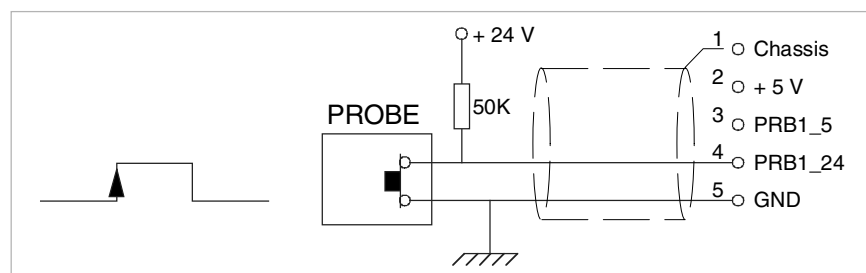 + 24 V
50K
PROBE
1 Chassis
2 + 5 V
3 PRB1_5
4 PRB1_24
5 GND